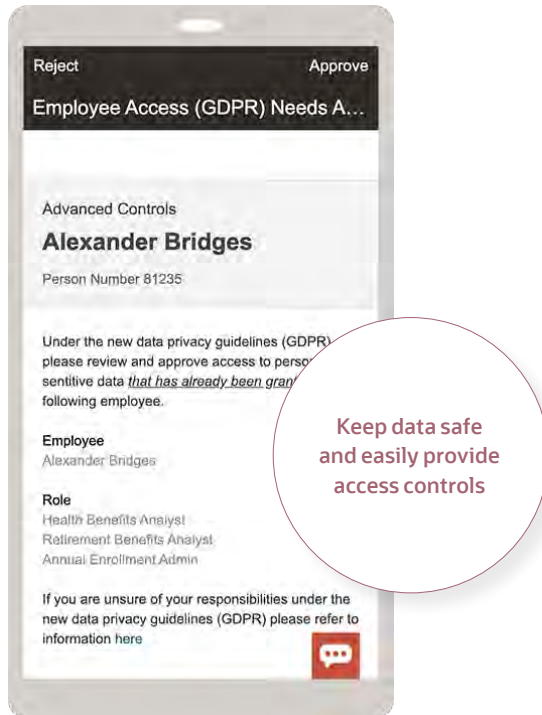 Reject Approve
Employee Access (GDPR) Needs A...
Advanced Controls
Alexander Bridges
Person Number 81235
Under the new data privacy guidelines (GDPR)
please review and approve access to
sentitive data that has already been
following employee.
Employee
Alexander Bridges
Role
Health Benefits Analyst
Retirement Benefits Analyst
Annual Enrollment Admin
If you are unsure of your responsibilities under the
new data privacy guidelines (GDPR) please refer to
information here
Keep data safe
and easily provide
access controls